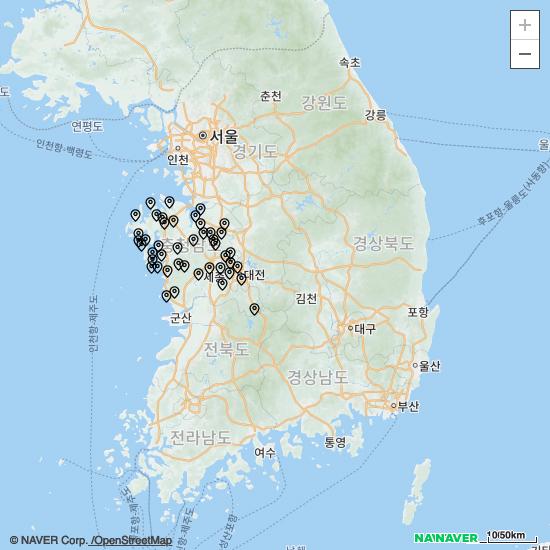 +
−
속초
춘천
강원도
강릉
도
연평도
서울
인천
경기도
인천항-백령도
울
후포항-울릉도(사동항)
경상북도
세종
대전
김천
포항
인천항-제주도
군산
대구
전북도
경상남도
울산
부산
전라남도
여수
통영
© NAVER Corp. /OpenStreetMap
NAVER
10/50km